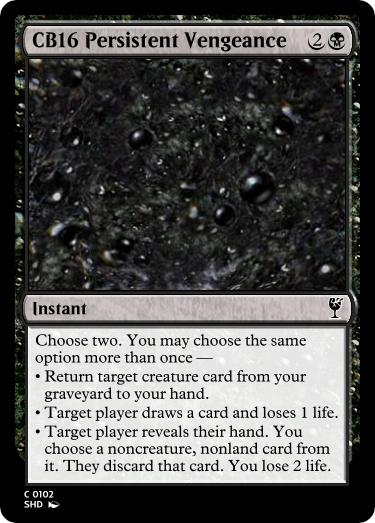 CB16 Persistent Vengeance 2
Instant
Choose two. You may choose the same
option more than once —
• Return target creature card from your
graveyard to your hand.
• Target player draws a card and loses 1 life.
• Target player reveals their hand. You
choose a noncreature, nonland card from
it. They discard that card. You lose 2 life.
C 0102
SHD